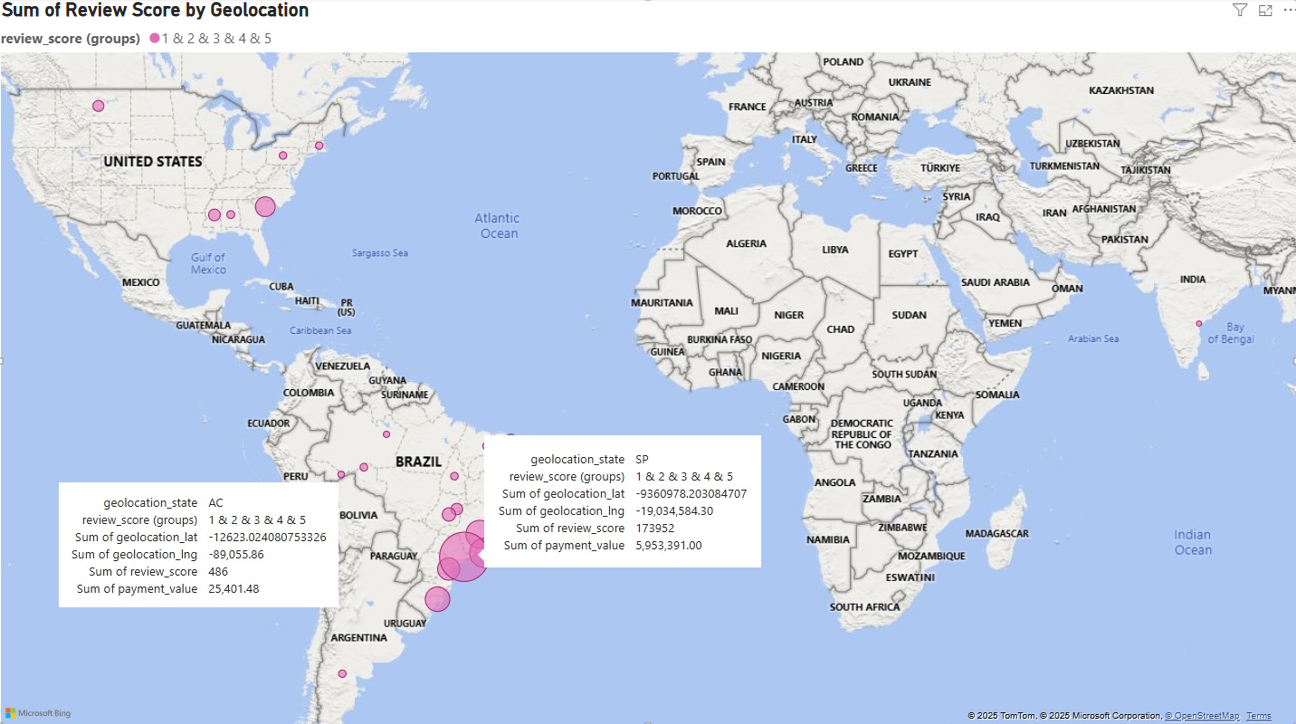 Sum of Review Score by Geolocation
review_score (groups) 1 & 2 & 3 & 4 & 5
POLAND
UKRAINE
KAZAKHSTAN
FRANCE
AUSTRIA
ROMANIA
ITALY
UZBEKISTAN
UNITED STATES
SPAIN
GREECE
TÜRKIYE
TURKMENISTAN
TAJIKISTAN
PORTUGAL
SYRIA
MOROCCO
IRAQ
IRAN
AFGHANISTAN
Atlantic
Ocean
ALGERIA
LIBYA
EGYPT
PAKISTAN
Gulf of
Mexico
Sargasso Sea
MEXICO
CUBA
SAUDI ARABIA
OMAN
INDIA
MYANM
HAITI
PR
(US)
MAURITANIA
MALI
NIGER
SUDAN
GUATEMALA
Caribbean Sea
NICARAGUA
CHAD
YEMEN
Arabian Sea
Bay
of Bengal
BURKINA FASO
GUINEA
NIGERIA
VENEZUELA
GUYANA
GHANA
SOUTH SUDAN
COLOMBIA
SURINAME
CAMEROON
SOMALIA
ECUADOR
GABON
UGANDA
KENYA
DEMOCRATIC
REPUBLIC OF
THE CONGO
BRAZIL
TANZANIA
PERU
ANGOLA
ZAMBIA
BOLIVIA
ZIMBABWE
MADAGASCAR
NAMIBIA
Indian
Ocean
PARAGUAY
MOZAMBIQUE
ESWATINI
SOUTH AFRICA
URUGUAY
ARGENTINA
geolocation_state SP
review_score (groups) 1 & 2 & 3 & 4 & 5
Sum of geolocation_lat -9360978.203084707
Sum of geolocation_lng -19,034,584.30
Sum of review_score 173952
Sum of payment_value 5,953,391.00
geolocation_state AC
review_score (groups) 1 & 2 & 3 & 4 & 5
Sum of geolocation_lat -12623.024080753326
Sum of geolocation_lng -89,055.86
Sum of review_score 486
Sum of payment_value 25,401.48
Microsoft Bing
© 2025 TomTom, © 2025 Microsoft Corporation, © OpenStreetMap Terms